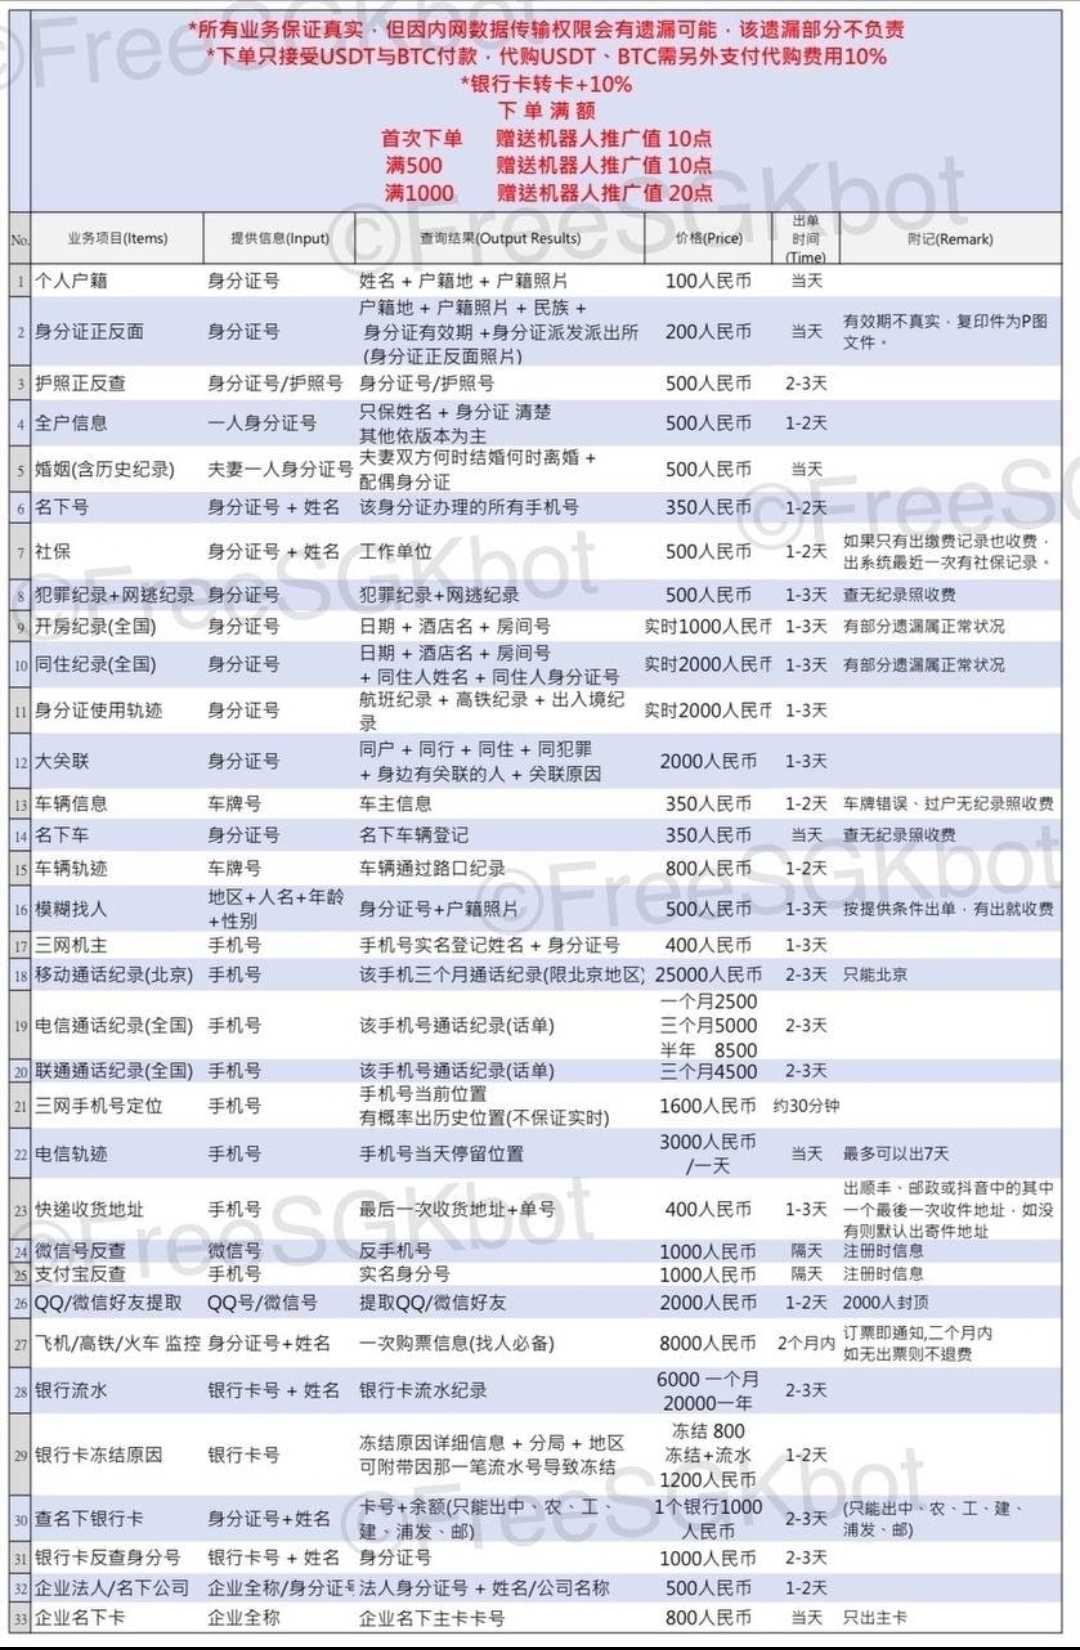 ©FreeSGKbot
*所有业务保证真实，但因内网数据传输权限会有遗漏可能，该遗漏部分不负责
*下单只接受USDT与BTC付款，代购USDT、BTC需另外支付代购费用10%
*银行卡转卡+10%
下 单 满 额
首次下单 赠送机器人推广值 10点
满500 赠送机器人推广值 10点
满1000 赠送机器人推广值 20点
©FreeSGKbot
No. 业务项目(Items) 提供信息(Input) 查询结果(Output Results) 价格(Price) 出单时间(Time) 附记(Remark)
1 个人户籍 身分证号 姓名 + 户籍地 + 户籍照片 100人民币 当天
2 身分证正反面 身分证号 户籍地 + 户籍照片 + 民族 + 身分证有效期 +身分证派发派出所 (身分证正反面照片) 200人民币 当天 有效期不真实，复印件为P图文件。
3 护照正反查 身分证号/护照号 身分证号/护照号 500人民币 2-3天
4 全户信息 一人身分证号 只保姓名 + 身分证 清楚 其他依版本为主 500人民币 1-2天
5 婚姻(含历史纪录) 夫妻一人身分证号 夫妻双方何时结婚何时离婚 + 配偶身分证 500人民币 当天
6 名下号 身分证号 + 姓名 该身分证办理的所有手机号 350人民币 1-2天
©FreeS
7 社保 身分证号 + 姓名 工作单位 500人民币 1-2天 如果只有出缴费记录也收费，出系统最近一次有社保记录。
©FreeSGKbot
8 犯罪纪录+网逃纪录 身分证号 犯罪纪录+网逃纪录 500人民币 1-3天 查无纪录照收费
9 开房纪录(全国) 身分证号 日期 + 酒店名 + 房间号 实时1000人民币 1-3天 有部分遗漏属正常状况
10 同住纪录(全国) 身分证号 日期 + 酒店名 + 房间号 + 同住人姓名 + 同住人身分证号 实时2000人民币 1-3天 有部分遗漏属正常状况
11 身分证使用轨迹 身分证号 航班纪录 + 高铁纪录 + 出入境纪录 实时2000人民币 1-3天
12 大关联 身分证号 同户 + 同行 + 同住 + 同犯罪 + 身边有关联的人 + 关联原因 2000人民币 1-3天
13 车辆信息 车牌号 车主信息 350人民币 1-2天 车牌错误、过户无纪录照收费
14 名下车 身分证号 名下车辆登记 350人民币 当天 查无纪录照收费
15 车辆轨迹 车牌号 车辆通过路口纪录 800人民币 1-2天
©FreeSGKbot
16 模糊找人 地区+人名+年龄+性别 身分证号+户籍照片 500人民币 1-3天 按提供条件出单，有出就收费
17 三网机主 手机号 手机号实名登记姓名 + 身分证号 400人民币 1-3天
18 移动通话纪录(北京) 手机号 该手机三个月通话纪录(限北京地区) 25000人民币 2-3天 只能北京
19 电信通话纪录(全国) 手机号 该手机号通话纪录(话单) 一个月2500 三个月5000 半年 8500 2-3天
20 联通通话纪录(全国) 手机号 该手机号通话纪录(话单) 三个月4500 2-3天
21 三网手机号定位 手机号 手机号当前位置 有概率出历史位置(不保证实时) 1600人民币 约30分钟
22 电信轨迹 手机号 手机号当天停留位置 3000人民币/一天 当天 最多可以出7天
23 快递收货地址 手机号 最后一次收货地址+单号 400人民币 1-3天 出顺丰、邮政或抖音中的其中一个最後一次收件地址，如没有则默认出寄件地址
©FreeSGKbot
24 微信号反查 微信号 反手机号 1000人民币 隔天 注册时信息
25 支付宝反查 手机号 实名身分号 1000人民币 隔天 注册时信息
26 QQ/微信好友提取 QQ号/微信号 提取QQ/微信好友 2000人民币 1-2天 2000人封顶
27 飞机/高铁/火车 监控 身分证号+姓名 一次购票信息(找人必备) 8000人民币 2个月内 订票即通知,二个月内如无出票则不退费
28 银行流水 银行卡号 + 姓名 银行卡流水纪录 6000 一个月 20000一年 2-3天
29 银行卡冻结原因 银行卡号 冻结原因详细信息 + 分局 + 地区 可附带因那一笔流水号导致冻结 冻结 800 冻结+流水 1200人民币 1-2天
©FreeSGKbot
30 查名下银行卡 身分证号+姓名 卡号+余额(只能出中、农、工、建、浦发、邮) 1个银行1000人民币 2-3天 (只能出中、农、工、建、浦发、邮)
31 银行卡反查身分号 银行卡号 + 姓名 身分证号 1000人民币 2-3天
32 企业法人/名下公司 企业全称/身分证号 法人身分证号 + 姓名/公司名称 500人民币 1-2天
33 企业名下卡 企业全称 企业名下主卡卡号 800人民币 当天 只出主卡